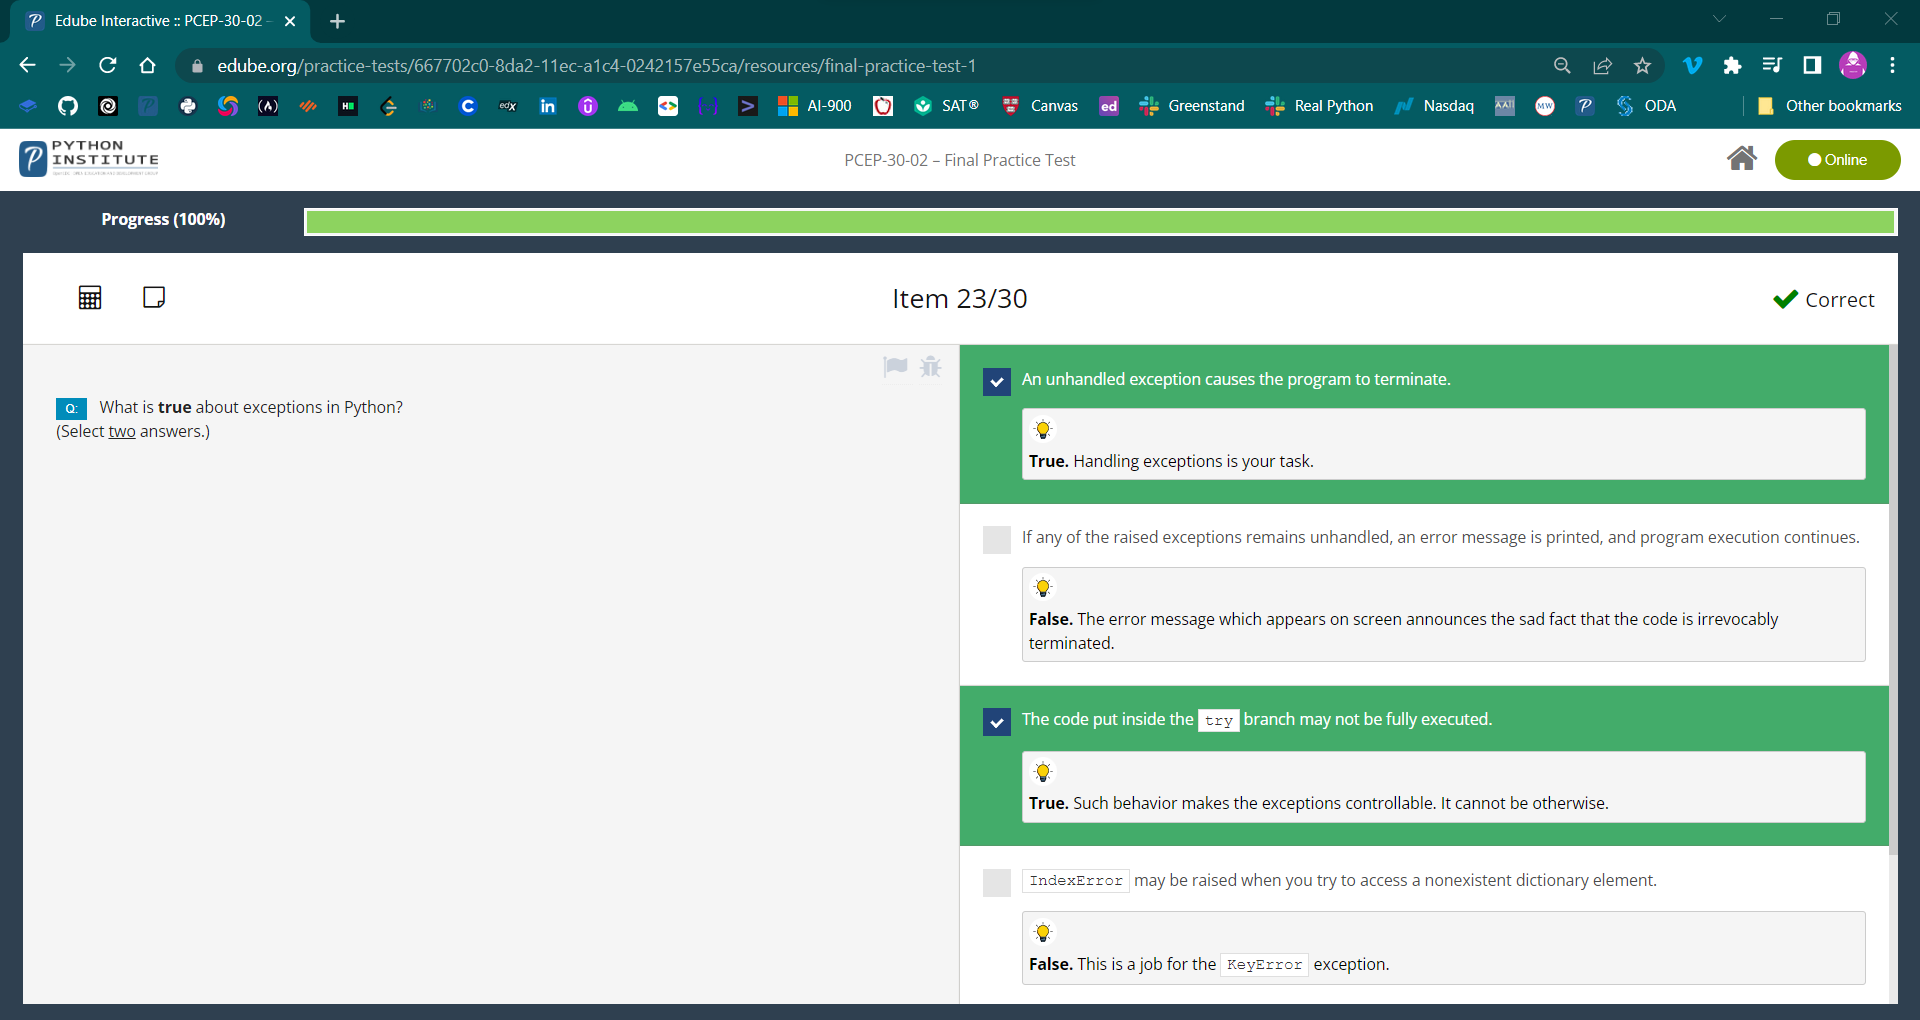 Edube Interactive :: PCEP-30-02 -
edube.org/practice-tests/667702c0-8da2-11ec-a1c4-0242157e55ca/resources/final-practice-test-1
AI-900
SAT®
Canvas
ed
Greenstand
Real Python
Nasdaq
MW
ODA
Other bookmarks
PYTHON
INSTITUTE
PCEP-30-02 – Final Practice Test
Online
Progress (100%)
Item 23/30
Correct
Q: What is true about exceptions in Python?
(Select two answers.)
An unhandled exception causes the program to terminate.
True. Handling exceptions is your task.
If any of the raised exceptions remains unhandled, an error message is printed, and program execution continues.
False. The error message which appears on screen announces the sad fact that the code is irrevocably
terminated.
The code put inside the try branch may not be fully executed.
True. Such behavior makes the exceptions controllable. It cannot be otherwise.
IndexError may be raised when you try to access a nonexistent dictionary element.
False. This is a job for the KeyError exception.